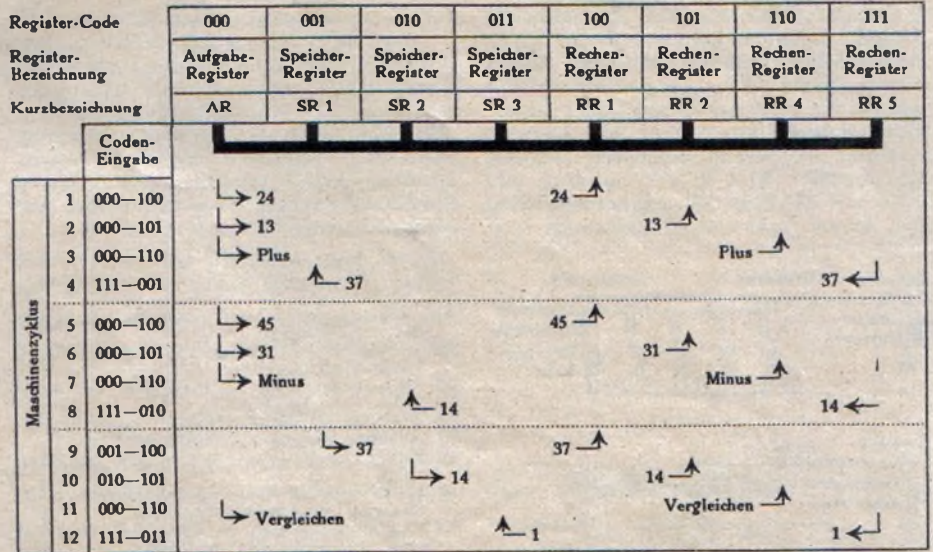 Register-Code 000 001 010 011 100 101 110 111
Register-Bezeichnung Aufgabe-Register Speicher-Register Speicher-Register Speicher-Register Rechen-Register Rechen-Register Rechen-Register Rechen-Register
Kurzbezeichnung AR SR 1 SR 2 SR 3 RR 1 RR 2 RR 4 RR 5
Coden-Eingabe
Maschinenzyklus
1 000—100 24 24
2 000—101 13 13
3 000—110 Plus Plus
4 111—001 37 37
5 000—100 45 45
6 000—101 31 31
7 000—110 Minus Minus
8 111—010 14 14
9 001—100 37 37
10 010—101 14 14
11 000—110 Vergleichen Vergleichen
12 111—011 1 1